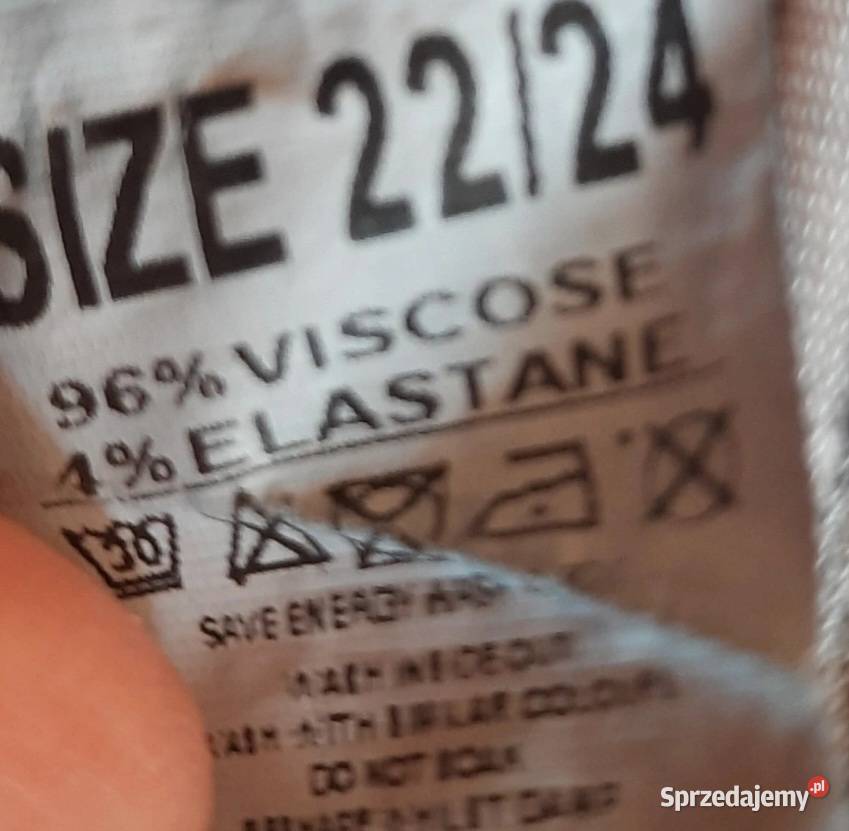 SIZE 22/24
96% VISCOSE
4% ELASTANE
30
SAVE ENERGY WASH
WASH INSIDE OUT
WASH WITH SIMILAR COLOURS
DO NOT SOAK
DAMP
Sprzedajemy.pl